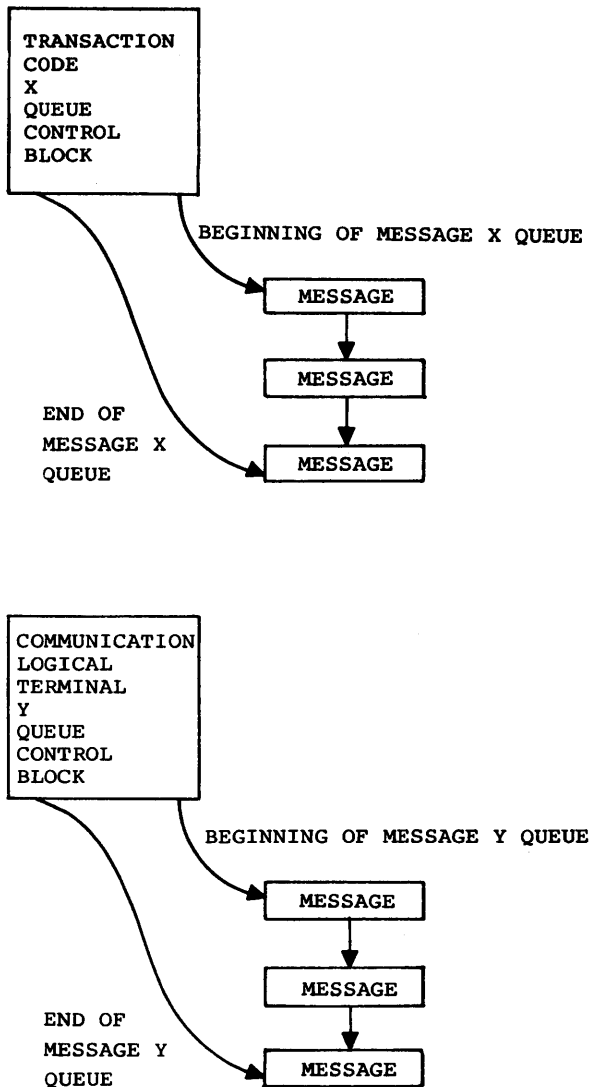 TRANSACTION
CODE
X
QUEUE
CONTROL
BLOCK
BEGINNING OF MESSAGE X QUEUE
MESSAGE
MESSAGE
END OF
MESSAGE X
QUEUE
MESSAGE
COMMUNICATION
LOGICAL
TERMINAL
Y
QUEUE
CONTROL
BLOCK
BEGINNING OF MESSAGE Y QUEUE
MESSAGE
MESSAGE
END OF
MESSAGE Y
QUEUE
MESSAGE